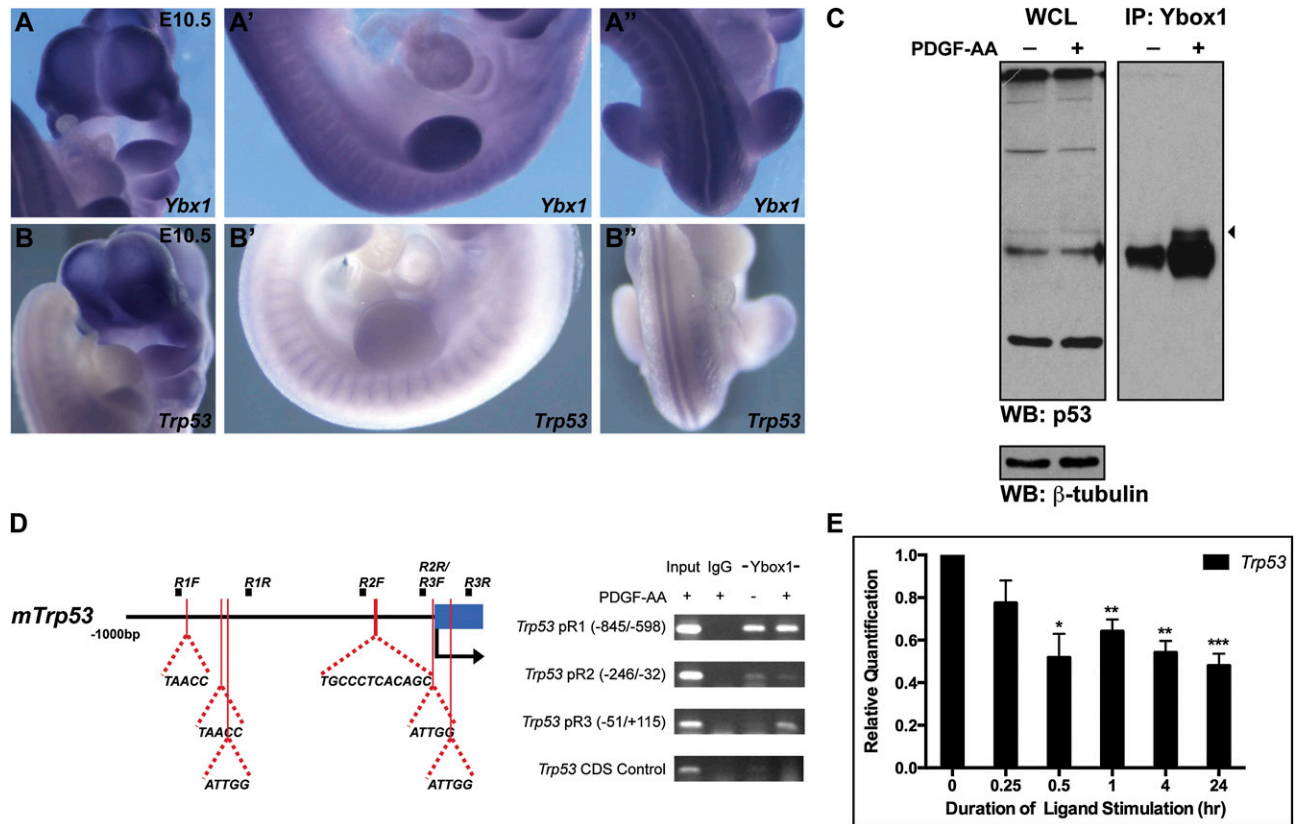 A
E10.5
Ybx1
A'
Ybx1
A''
Ybx1
B
E10.5
Trp53
B'
Trp53
B''
Trp53
C
WCL
IP: Ybox1
PDGF-AA
– + – +
WB: p53
WB: β-tubulin
D
R1F
R1R
R2F
R2R/
R3F
R3R
mTrp53
-1000bp
TAACC
TGCCCTCACAGC
TAACC
ATTGG
ATTGG
ATTGG
Input IgG -Ybox1-
PDGF-AA + + - +
Trp53 pR1 (-845/-598)
Trp53 pR2 (-246/-32)
Trp53 pR3 (-51/+115)
Trp53 CDS Control
E
Trp53
Relative Quantification
1.0
0.8
0.6
0.4
0.2
0.0
*
**
**
***
0 0.25 0.5 1 4 24
Duration of Ligand Stimulation (hr)